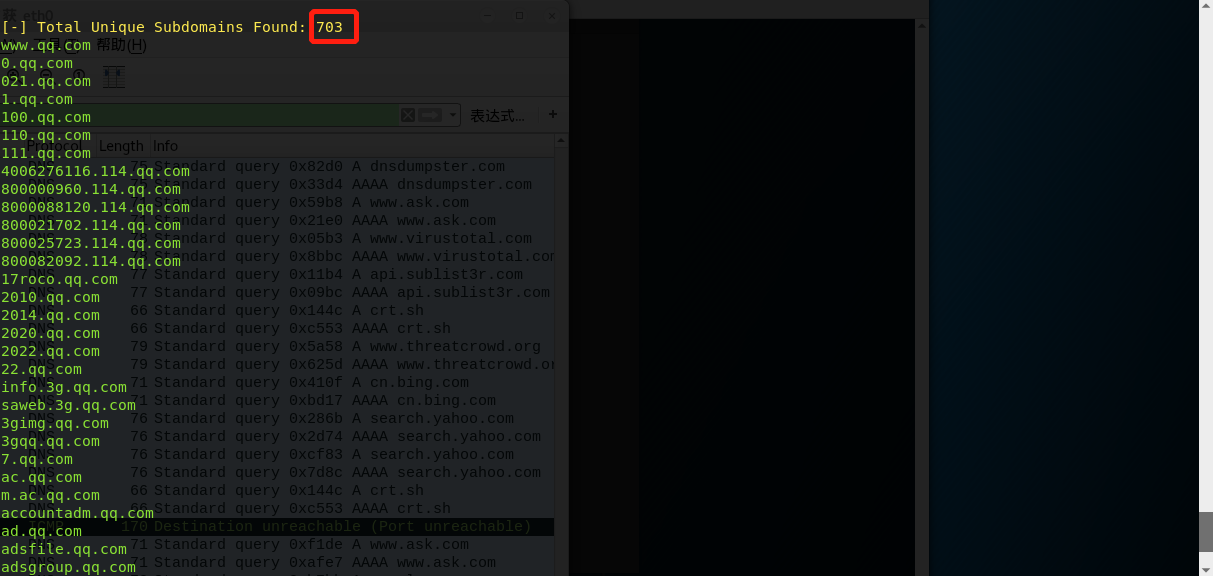 获 eth0
[-] Total Unique Subdomains Found: 703
www.qq.com
工具(T) 帮助(H)
0.qq.com
021.qq.com
1.qq.com
100.qq.com
表达式… +
110.qq.com
111.qq.com
Protocol Length Info
75 Standard query 0x82d0 A dnsdumpster.com
4006276116.114.qq.com
Standard query 0x33d4 AAAA dnsdumpster.com
800000960.114.qq.com
Standard query 0x59b8 A www.ask.com
8000088120.114.qq.com
Standard query 0x21e0 AAAA www.ask.com
800021702.114.qq.com
Standard query 0x05b3 A www.virustotal.com
800025723.114.qq.com
Standard query 0x8bbc AAAA www.virustotal.com
800082092.114.qq.com
77 Standard query 0x11b4 A api.sublist3r.com
17roco.qq.com
77 Standard query 0x09bc AAAA api.sublist3r.com
2010.qq.com
66 Standard query 0x144c A crt.sh
2014.qq.com
66 Standard query 0xc553 AAAA crt.sh
2020.qq.com
79 Standard query 0x5a58 A www.threatcrowd.org
2022.qq.com
79 Standard query 0x625d AAAA www.threatcrowd.or
22.qq.com
71 Standard query 0x410f A cn.bing.com
info.3g.qq.com
71 Standard query 0xbd17 AAAA cn.bing.com
saweb.3g.qq.com
76 Standard query 0x286b A search.yahoo.com
3gimg.qq.com
76 Standard query 0x2d74 AAAA search.yahoo.com
3gqq.qq.com
76 Standard query 0xcf83 A search.yahoo.com
7.qq.com
76 Standard query 0x7d8c AAAA search.yahoo.com
ac.qq.com
66 Standard query 0x144c A crt.sh
m.ac.qq.com
66 Standard query 0xc553 AAAA crt.sh
accountadm.qq.com
ICMP 170 Destination unreachable (Port unreachable)
ad.qq.com
71 Standard query 0xf1de A www.ask.com
adsfile.qq.com
71 Standard query 0xafe7 AAAA www.ask.com
adsgroup.qq.com